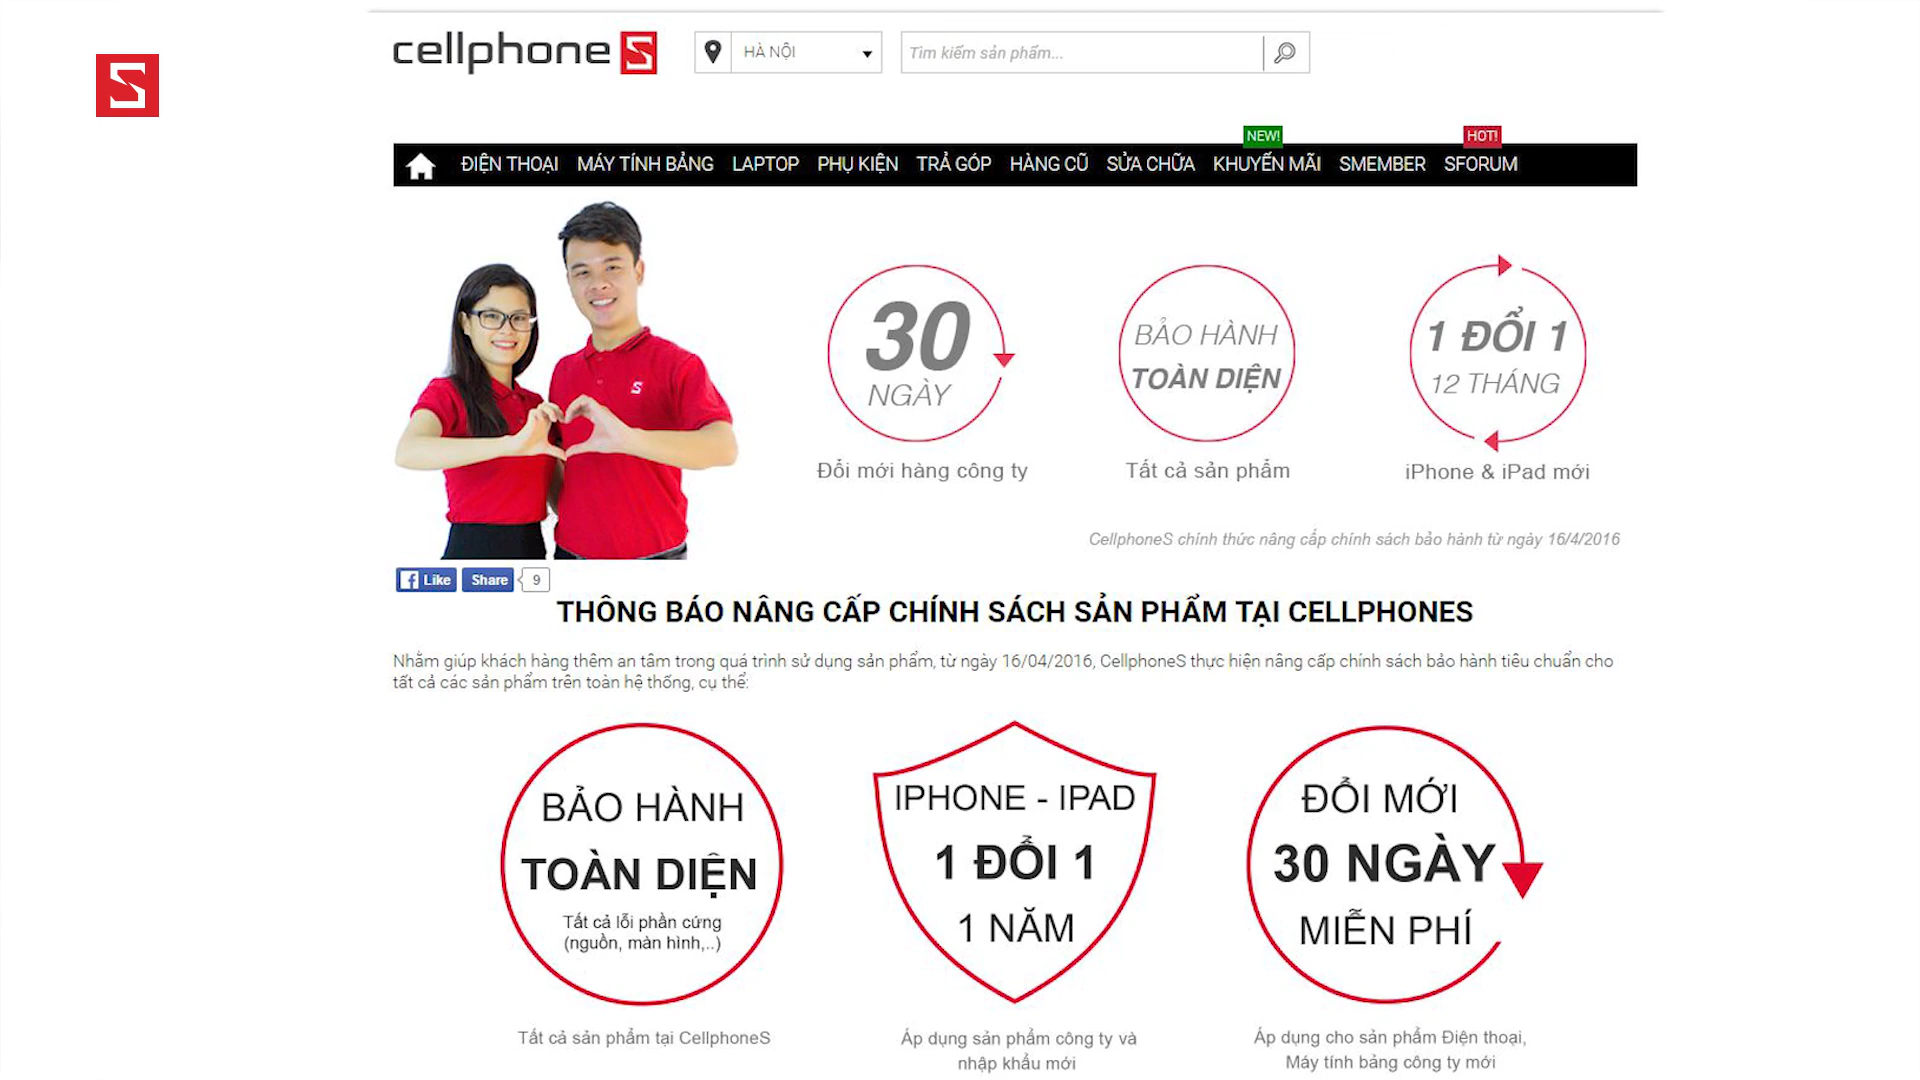 S
cellphoneS
HÀ NỘI
Tìm kiếm sản phẩm...
NEW!
HOT!
ĐIỆN THOẠI MÁY TÍNH BẢNG LAPTOP PHỤ KIỆN TRẢ GÓP HÀNG CŨ SỬA CHỮA KHUYẾN MÃI SMEMBER SFORUM
30
NGÀY
Đổi mới hàng công ty
BẢO HÀNH
TOÀN DIỆN
Tất cả sản phẩm
1 ĐỔI 1
12 THÁNG
iPhone & iPad mới
S
CellphoneS chính thức nâng cấp chính sách bảo hành từ ngày 16/4/2016
Like Share 9
THÔNG BÁO NÂNG CẤP CHÍNH SÁCH SẢN PHẨM TẠI CELLPHONES
Nhằm giúp khách hàng thêm an tâm trong quá trình sử dụng sản phẩm, từ ngày 16/04/2016, CellphoneS thực hiện nâng cấp chính sách bảo hành tiêu chuẩn cho
tất cả các sản phẩm trên toàn hệ thống, cụ thể:
BẢO HÀNH
TOÀN DIỆN
Tất cả lỗi phần cứng
(nguồn, màn hình,..)
Tất cả sản phẩm tại CellphoneS
IPHONE - IPAD
1 ĐỔI 1
1 NĂM
Áp dụng sản phẩm công ty và
nhập khẩu mới
ĐỔI MỚI
30 NGÀY
MIỄN PHÍ
Áp dụng cho sản phẩm Điện thoại,
Máy tính bảng công ty mới